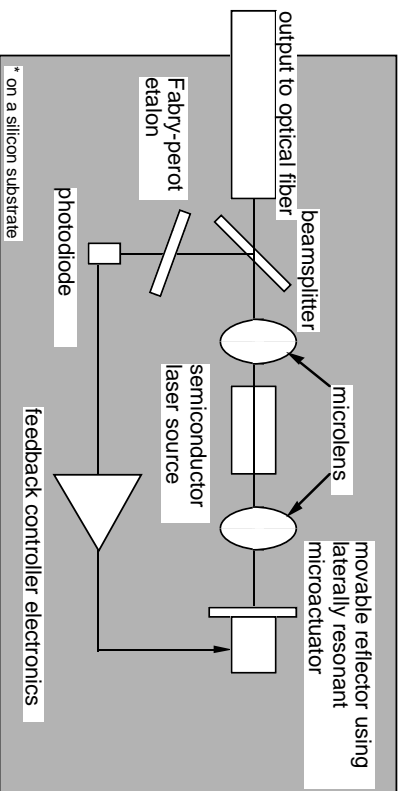 output to optical fiber
beamsplitter
microlens
movable reflector using
laterally resonant
microactuator
Fabry-perot
etalon
semiconductor
laser source
photodiode
feedback controller electronics
* on a silicon substrate